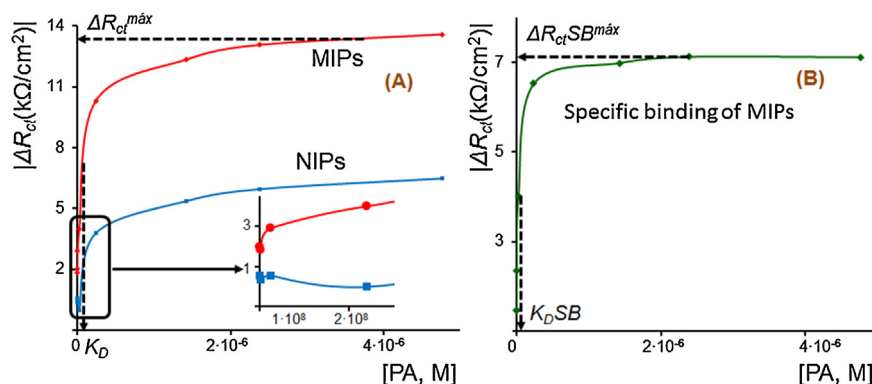 |ΔRct(kΩ/cm2)|
14
11
8
5
2
ΔRctmáx
MIPs
(A)
NIPs
3
1
1·10⁸
2·10⁸
0
KD
2·10-6
4·10-6
[PA, M]
|ΔRct(kΩ/cm2)|
7
5
3
ΔRctSBmáx
(B)
Specific binding of MIPs
KDSB
0
2·10-6
4·10-6
[PA, M]